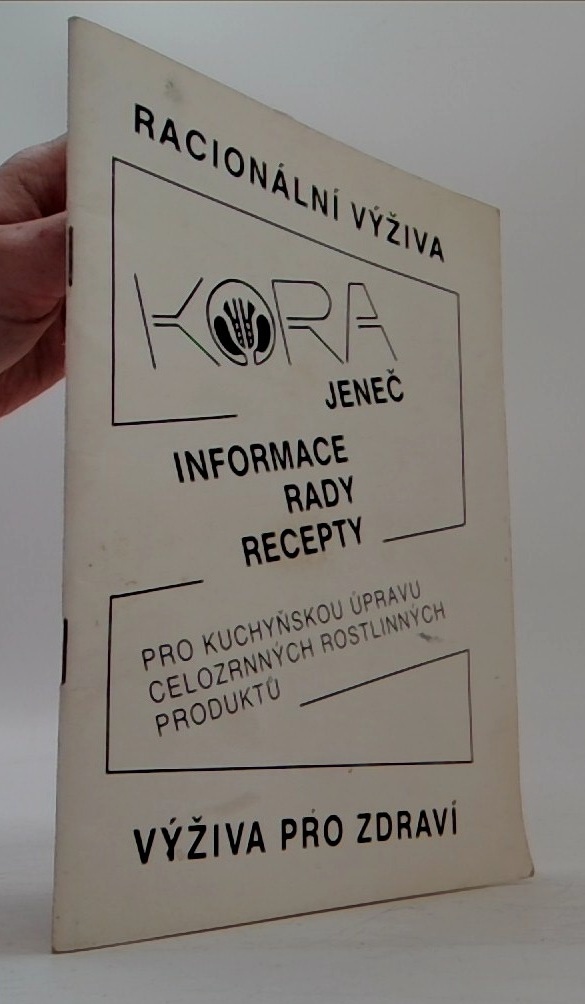 RACIONÁLNÍ VÝŽIVA
KORA
JENEČ
INFORMACE
RADY
RECEPTY
PRO KUCHYŇSKOU ÚPRAVU
CELOZRNNÝCH ROSTLINNÝCH
PRODUKTŮ
VÝŽIVA PRO ZDRAVÍ